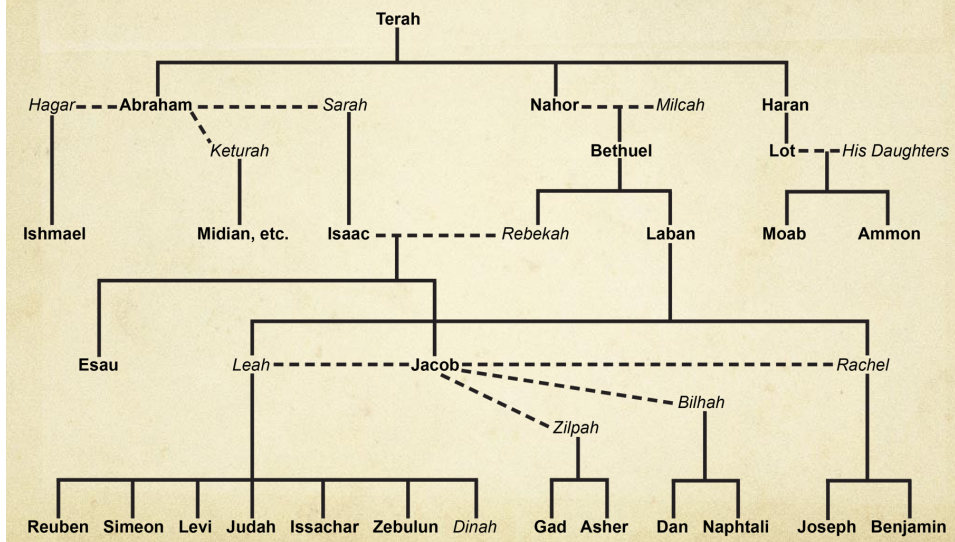 Terah
Hagar Abraham Sarah Nahor Milcah Haran
Keturah Bethuel Lot His Daughters
Ishmael Midian, etc. Isaac Rebekah Laban Moab Ammon
Esau Leah Jacob Rachel
Bilhah
Zilpah
Reuben Simeon Levi Judah Issachar Zebulun Dinah Gad Asher Dan Naphtali Joseph Benjamin